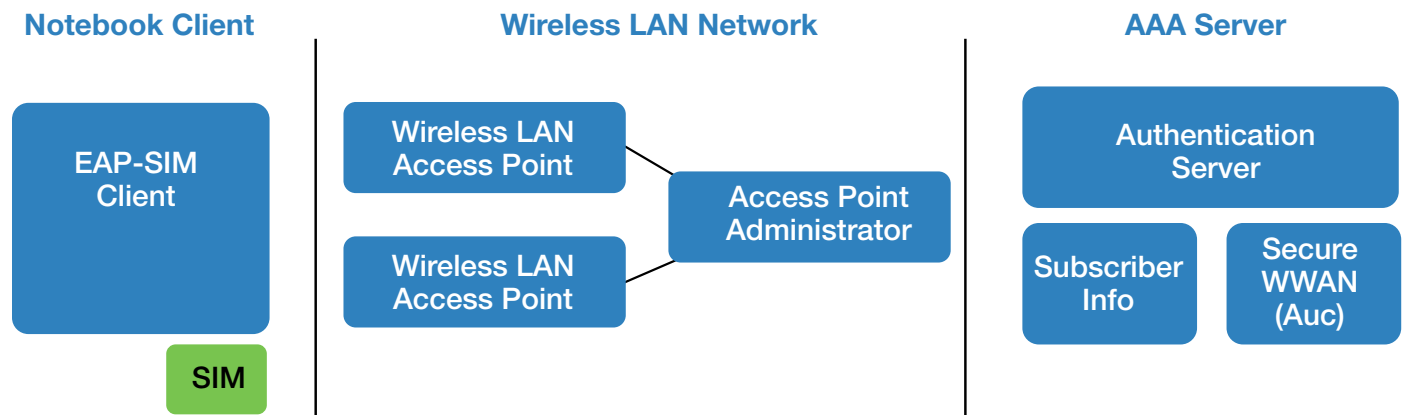 Notebook Client
Wireless LAN Network
AAA Server
EAP-SIM
Client
SIM
Wireless LAN
Access Point
Wireless LAN
Access Point
Access Point
Administrator
Authentication
Server
Subscriber
Info
Secure
WWAN
(Auc)